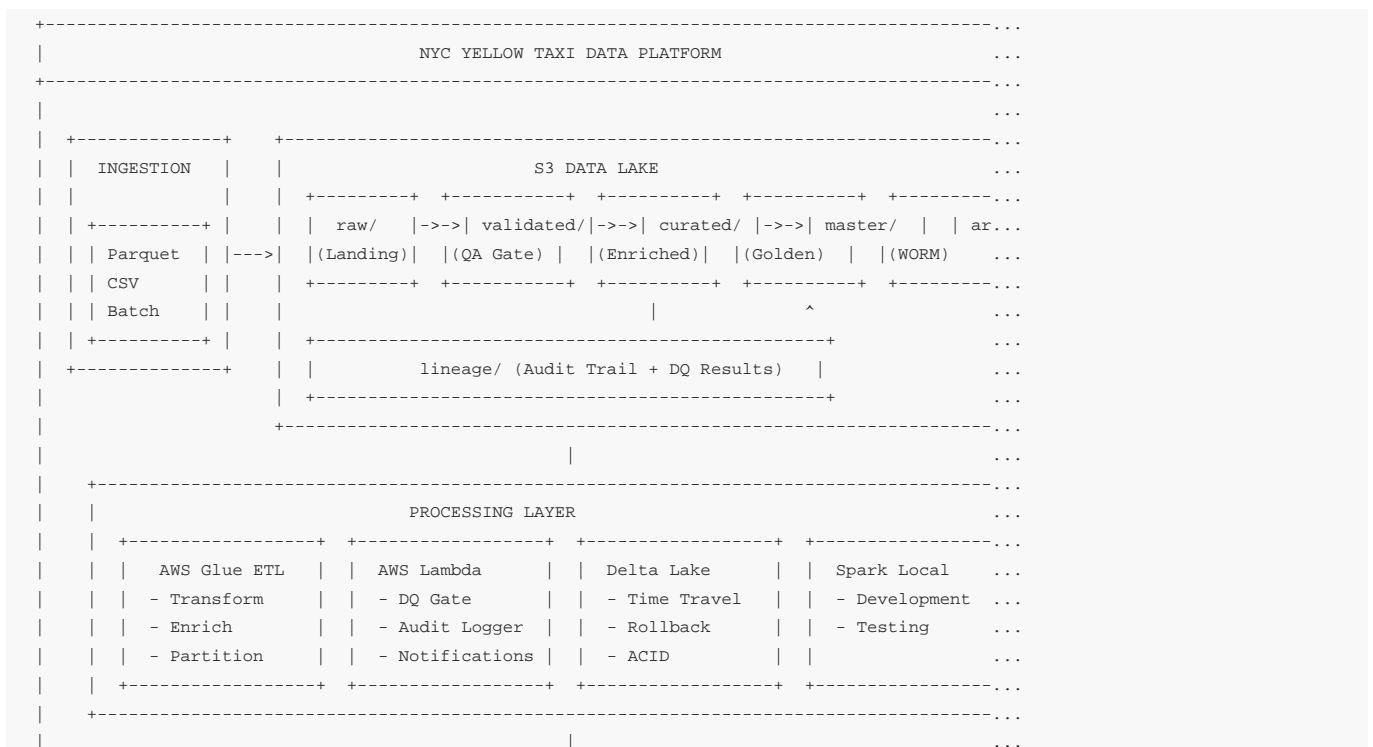 +-------------------------------------------------------------------------------------------...
|                                    NYC YELLOW TAXI DATA PLATFORM                          ...
+-------------------------------------------------------------------------------------------...
|                                                                                           ...
|  +--------------+    +--------------------------------------------------------------------...
|  |  INGESTION   |    |                        S3 DATA LAKE                                ...
|  |              |    |  +---------+  +-----------+  +----------+  +----------+  +---------...
|  | +----------+ |    |  |  raw/   |->->| validated/|->->| curated/ |->->| master/  |  | ar...
|  | | Parquet  | |--->|  |(Landing)|  |(QA Gate) |  |(Enriched)|  |(Golden)  |  |(WORM)    ...
|  | | CSV      | |    |  +---------+  +-----------+  +----------+  +----------+  +---------...
|  | | Batch    | |    |                                   |              ^                 ...
|  | +----------+ |    |  +-------------------------------------------------+               ...
|  +--------------+    |  |          lineage/ (Audit Trail + DQ Results)   |               ...
|                      |  +-------------------------------------------------+               ...
|                      +--------------------------------------------------------------------...
|                                                  |                                        ...
|    +--------------------------------------------------------------------------------------...
|    |                              PROCESSING LAYER                                        ...
|    |  +------------------+  +------------------+  +------------------+  +-----------------...
|    |  |   AWS Glue ETL   |  |  AWS Lambda      |  |  Delta Lake      |  |  Spark Local    ...
|    |  |  - Transform     |  |  - DQ Gate       |  |  - Time Travel   |  |  - Development  ...
|    |  |  - Enrich        |  |  - Audit Logger  |  |  - Rollback      |  |  - Testing      ...
|    |  |  - Partition     |  |  - Notifications |  |  - ACID          |  |                 ...
|    |  +------------------+  +------------------+  +------------------+  +-----------------...
|    +--------------------------------------------------------------------------------------...
|                                                  |                                        ...